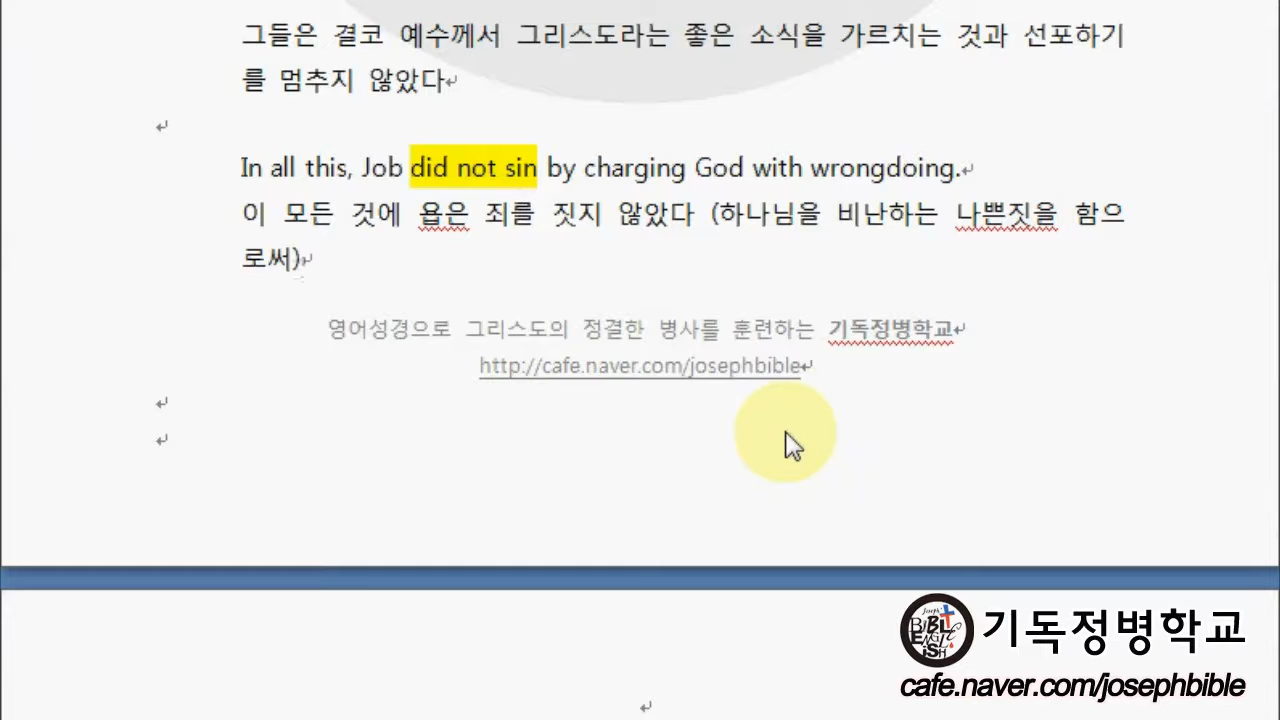 그들은 결코 예수께서 그리스도라는 좋은 소식을 가르치는 것과 선포하기
를 멈추지 않았다
In all this, Job did not sin by charging God with wrongdoing.
이 모든 것에 욥은 죄를 짓지 않았다 (하나님을 비난하는 나쁜짓을 함으
로써)
영어성경으로 그리스도의 정결한 병사를 훈련하는 기독정병학교
http://cafe.naver.com/josephbible
Joseph
BIBLE
ENGLISH
기독정병학교
cafe.naver.com/josephbible